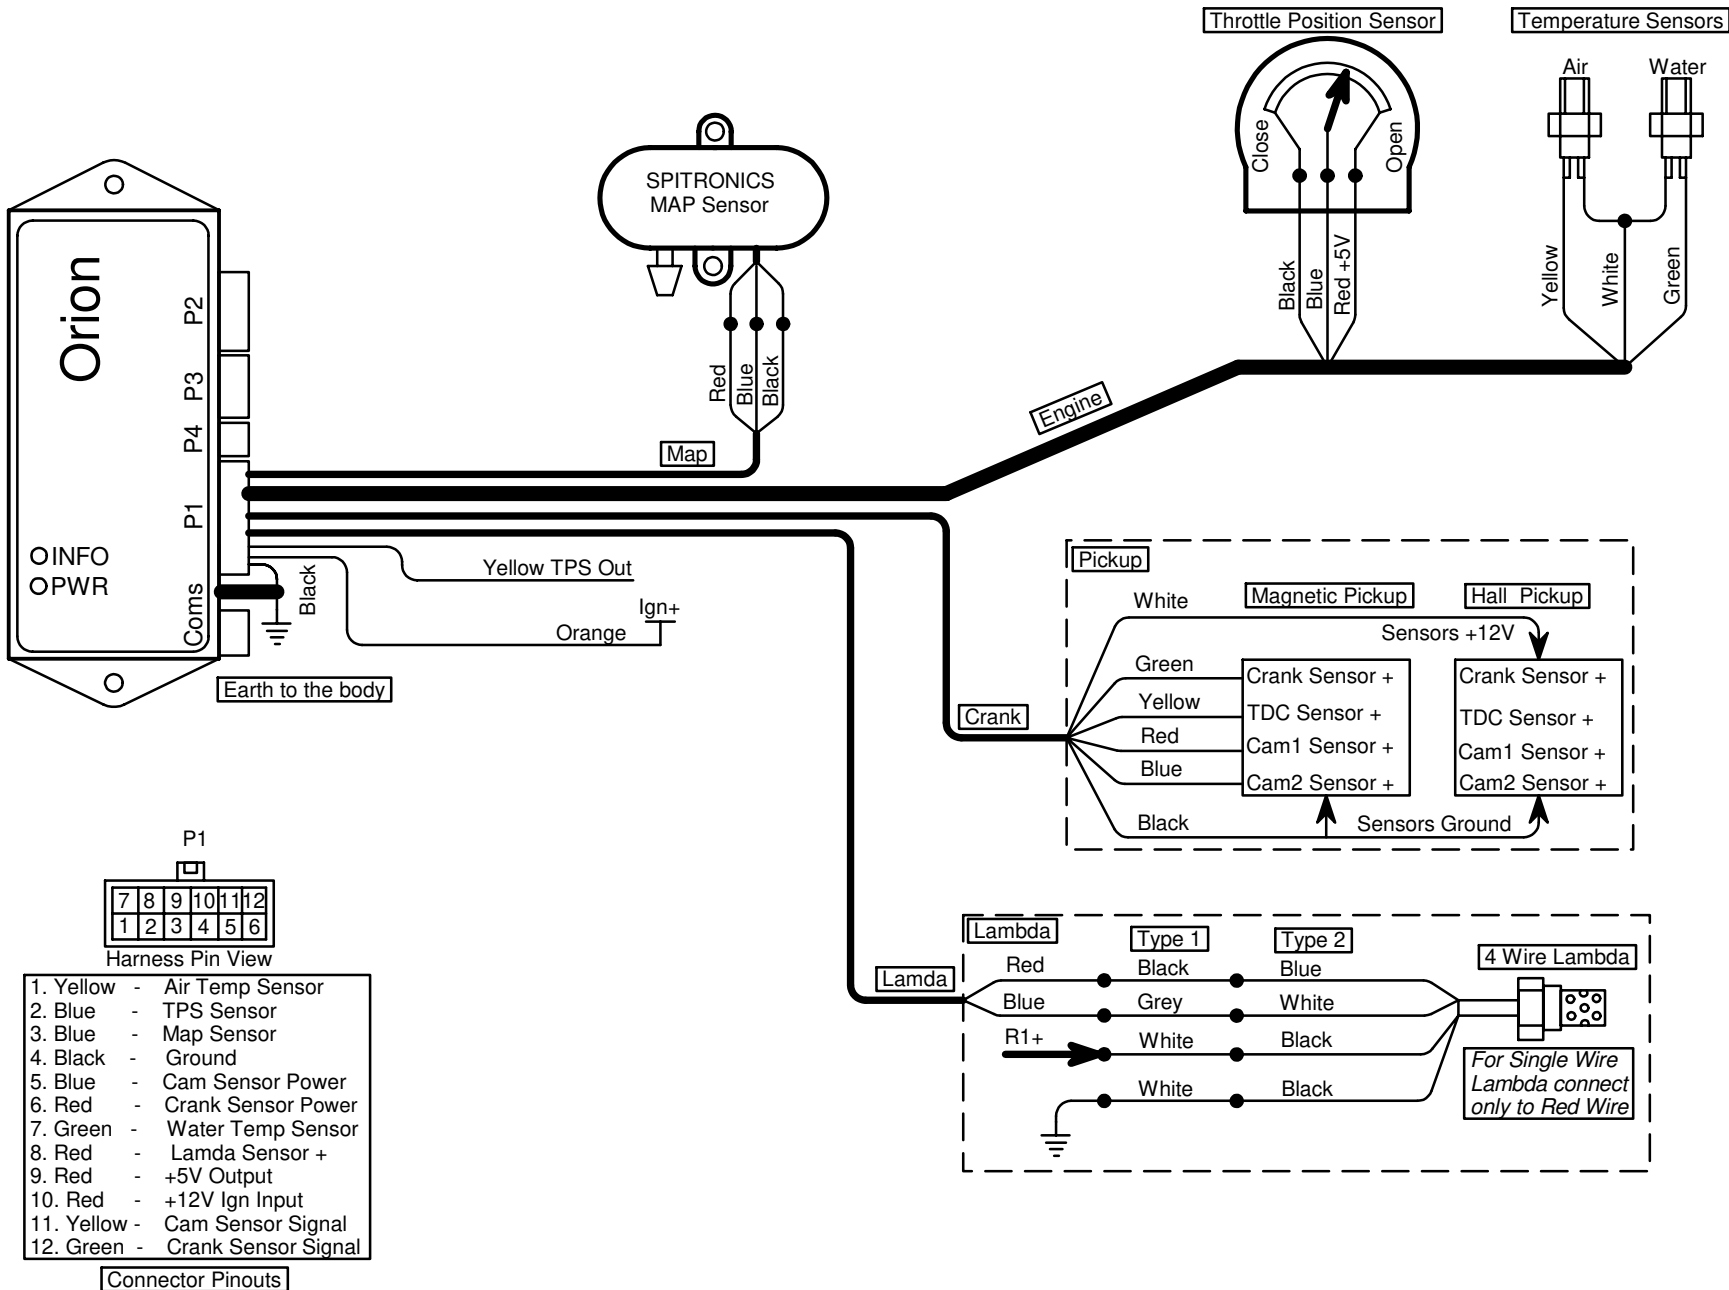 Throttle Position Sensor
Temperature Sensors
Air
Water
Close
Open
Black
Blue
Red +5V
Yellow
White
Green
SPITRONICS
MAP Sensor
Red
Blue
Black
Map
Engine
Orion
P2
P3
P4
P1
Coms
INFO
PWR
Black
Yellow TPS Out
Ign+
Orange
Earth to the body
Crank
Pickup
White
Magnetic Pickup
Hall Pickup
Sensors +12V
Green
Yellow
Red
Blue
Black
Crank Sensor +
TDC Sensor +
Cam1 Sensor +
Cam2 Sensor +
Crank Sensor +
TDC Sensor +
Cam1 Sensor +
Cam2 Sensor +
Sensors Ground
Lamda
Lambda
Type 1
Type 2
4 Wire Lambda
Red
Black
Blue
Blue
Grey
White
R1+
White
Black
White
Black
For Single Wire
Lambda connect
only to Red Wire
P1
7 8 9 10 11 12
1 2 3 4 5 6
Harness Pin View
1. Yellow - Air Temp Sensor
2. Blue - TPS Sensor
3. Blue - Map Sensor
4. Black - Ground
5. Blue - Cam Sensor Power
6. Red - Crank Sensor Power
7. Green - Water Temp Sensor
8. Red - Lamda Sensor +
9. Red - +5V Output
10. Red - +12V Ign Input
11. Yellow - Cam Sensor Signal
12. Green - Crank Sensor Signal
Connector Pinouts